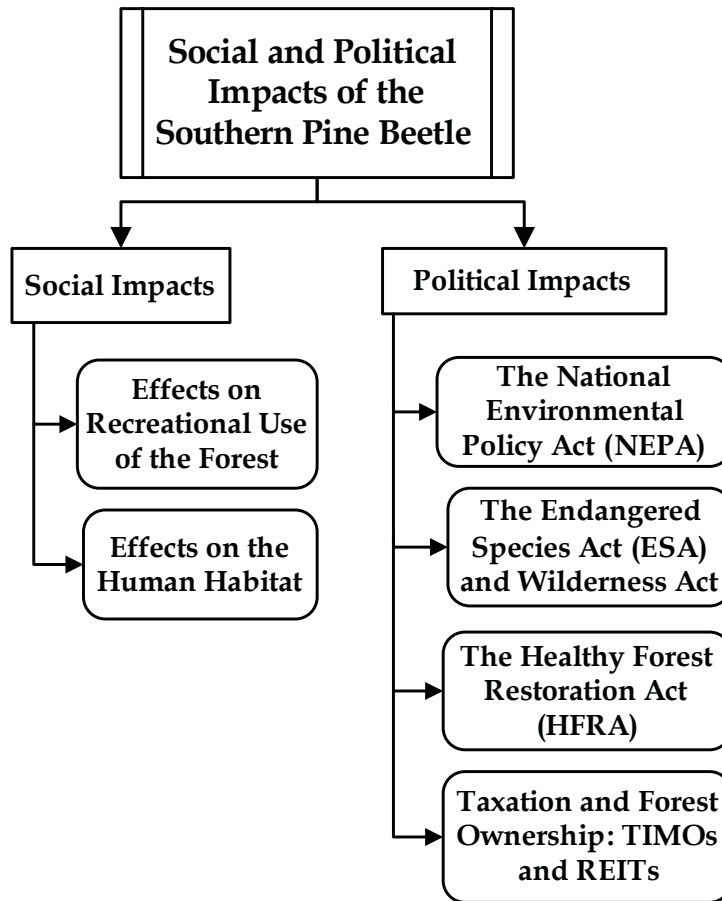 Social and Political
Impacts of the
Southern Pine Beetle
Social Impacts
Effects on
Recreational Use
of the Forest
Effects on the
Human Habitat
Political Impacts
The National
Environmental
Policy Act (NEPA)
The Endangered
Species Act (ESA)
and Wilderness Act
The Healthy Forest
Restoration Act
(HFRA)
Taxation and Forest
Ownership: TIMOs
and REITs